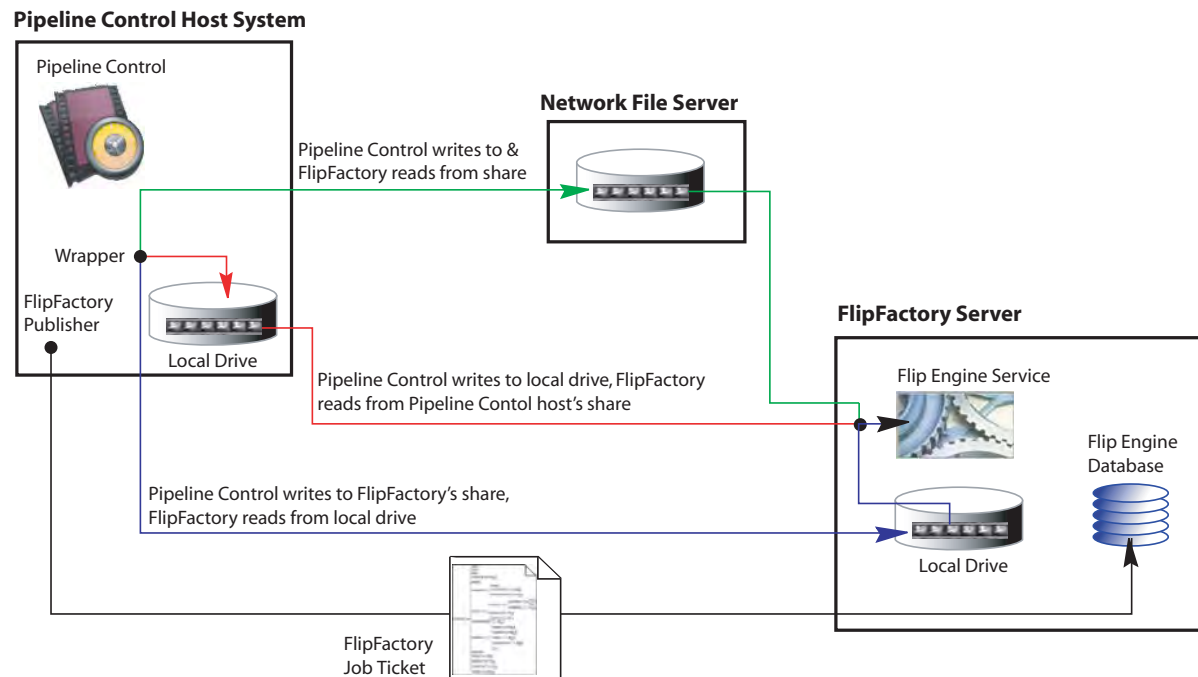 Pipeline Control Host System
Pipeline Control
Network File Server
Pipeline Control writes to &
FlipFactory reads from share
Wrapper
FlipFactory
Publisher
Local Drive
FlipFactory Server
Pipeline Control writes to local drive, FlipFactory
reads from Pipeline Contol host's share
Flip Engine Service
Flip Engine
Database
Pipeline Control writes to FlipFactory's share,
FlipFactory reads from local drive
Local Drive
FlipFactory
Job Ticket